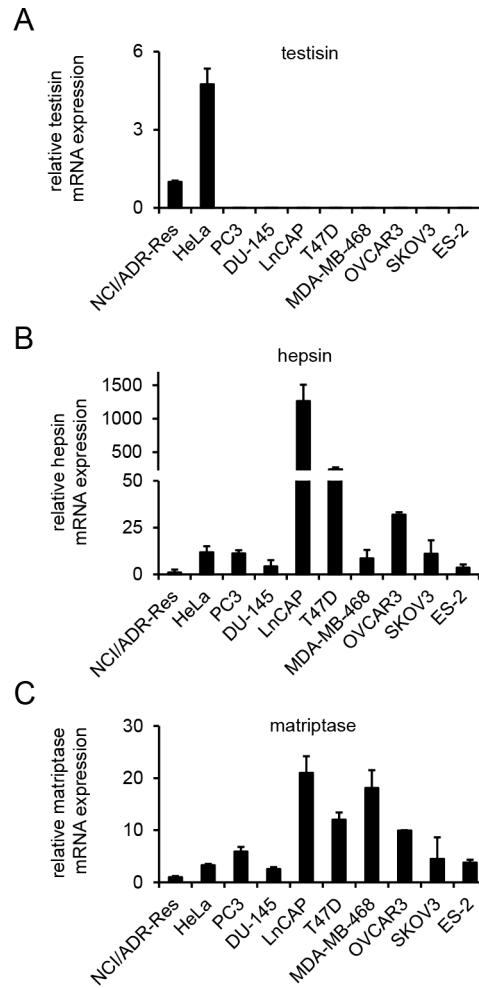 A
testisin
relative testisin
mRNA expression
6
3
0
NCI/ADR-Res
HeLa
PC3
DU-145
LnCAP
T47D
MDA-MB-468
OVCAR3
SKOV3
ES-2
B
hepsin
relative hepsin
mRNA expression
1500
1000
500
50
25
0
NCI/ADR-Res
HeLa
PC3
DU-145
LnCAP
T47D
MDA-MB-468
OVCAR3
SKOV3
ES-2
C
matriptase
relative matriptase
mRNA expression
30
20
10
0
NCI/ADR-Res
HeLa
PC3
DU-145
LnCAP
T47D
MDA-MB-468
OVCAR3
SKOV3
ES-2